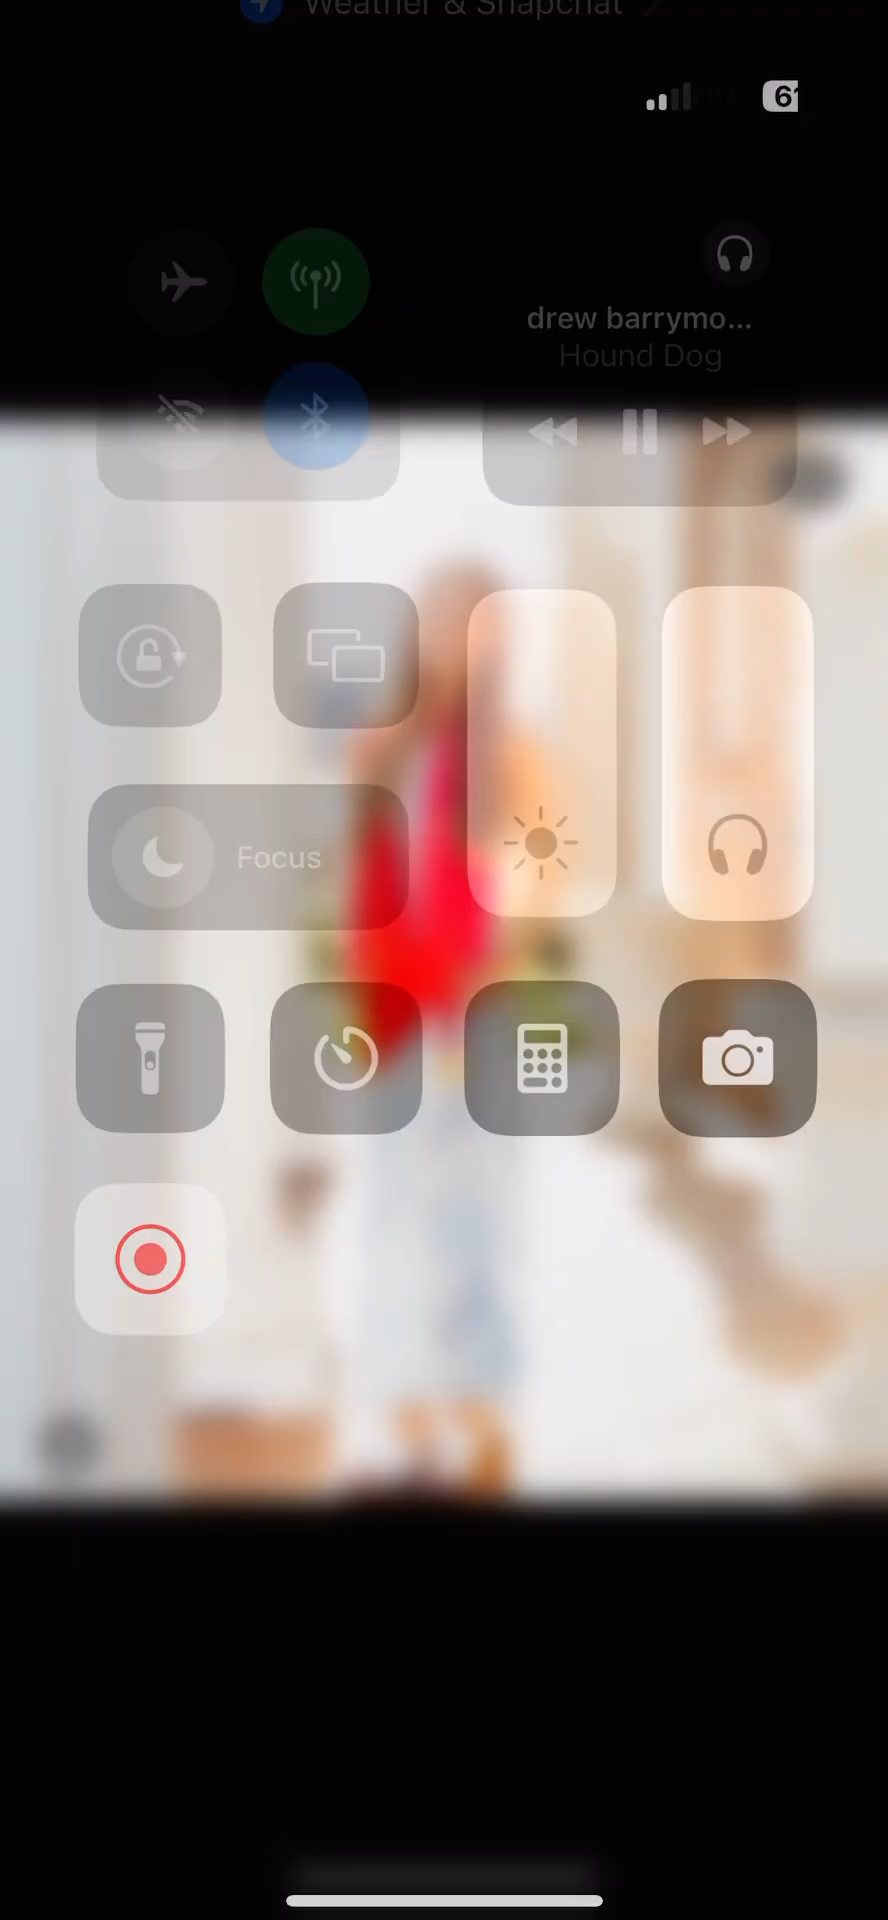 Weather & Snapchat
61
drew barrymo...
Hound Dog
Focus